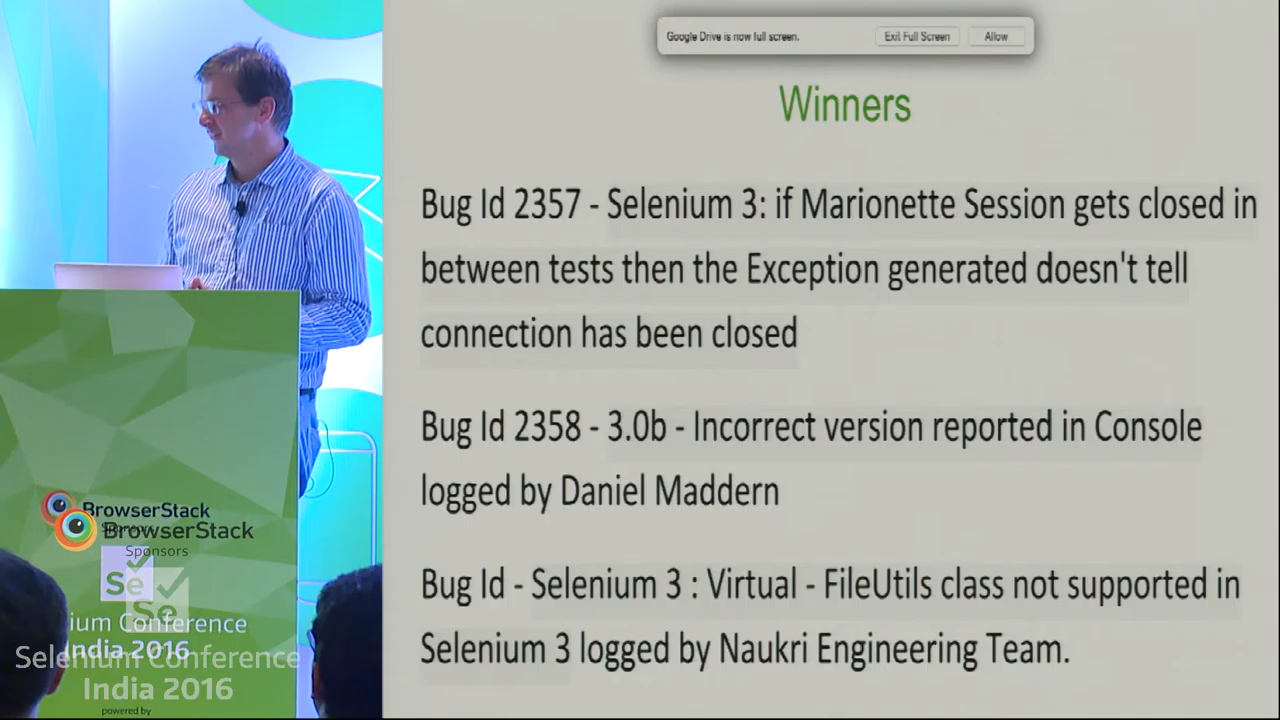 Google Drive is now full screen.
Exit Full Screen
Allow
Winners
Bug Id 2357 - Selenium 3: if Marionette Session gets closed in
between tests then the Exception generated doesn't tell
connection has been closed
Bug Id 2358 - 3.0b - Incorrect version reported in Console
logged by Daniel Maddern
Bug Id - Selenium 3 : Virtual - FileUtils class not supported in
Selenium 3 logged by Naukri Engineering Team.
BrowserStack
BrowserStack
Sponsors
Se
Se
ium Conference
India 2016
Selenium Conference
India 2016
powered by